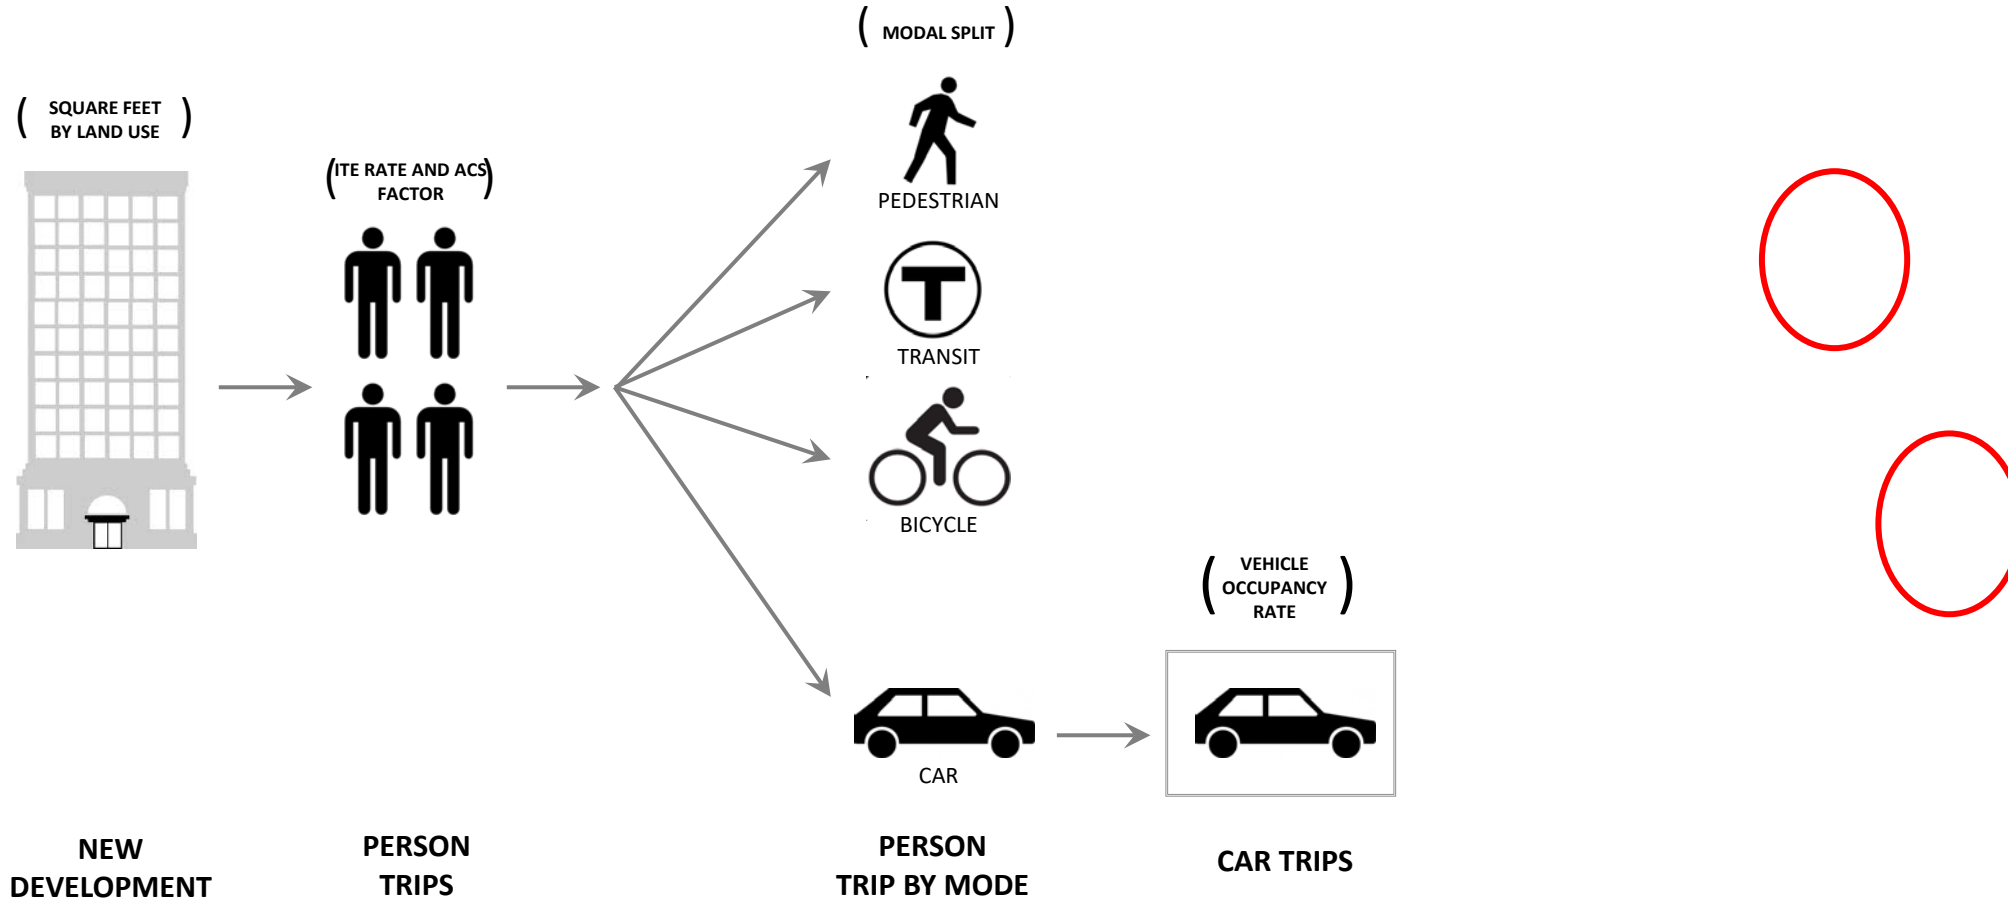 ( MODAL SPLIT )
( SQUARE FEET )
BY LAND USE
(ITE RATE AND ACS)
FACTOR
PEDESTRIAN
T
TRANSIT
BICYCLE
( VEHICLE )
OCCUPANCY
RATE
CAR
NEW
DEVELOPMENT
PERSON
TRIPS
PERSON
TRIP BY MODE
CAR TRIPS